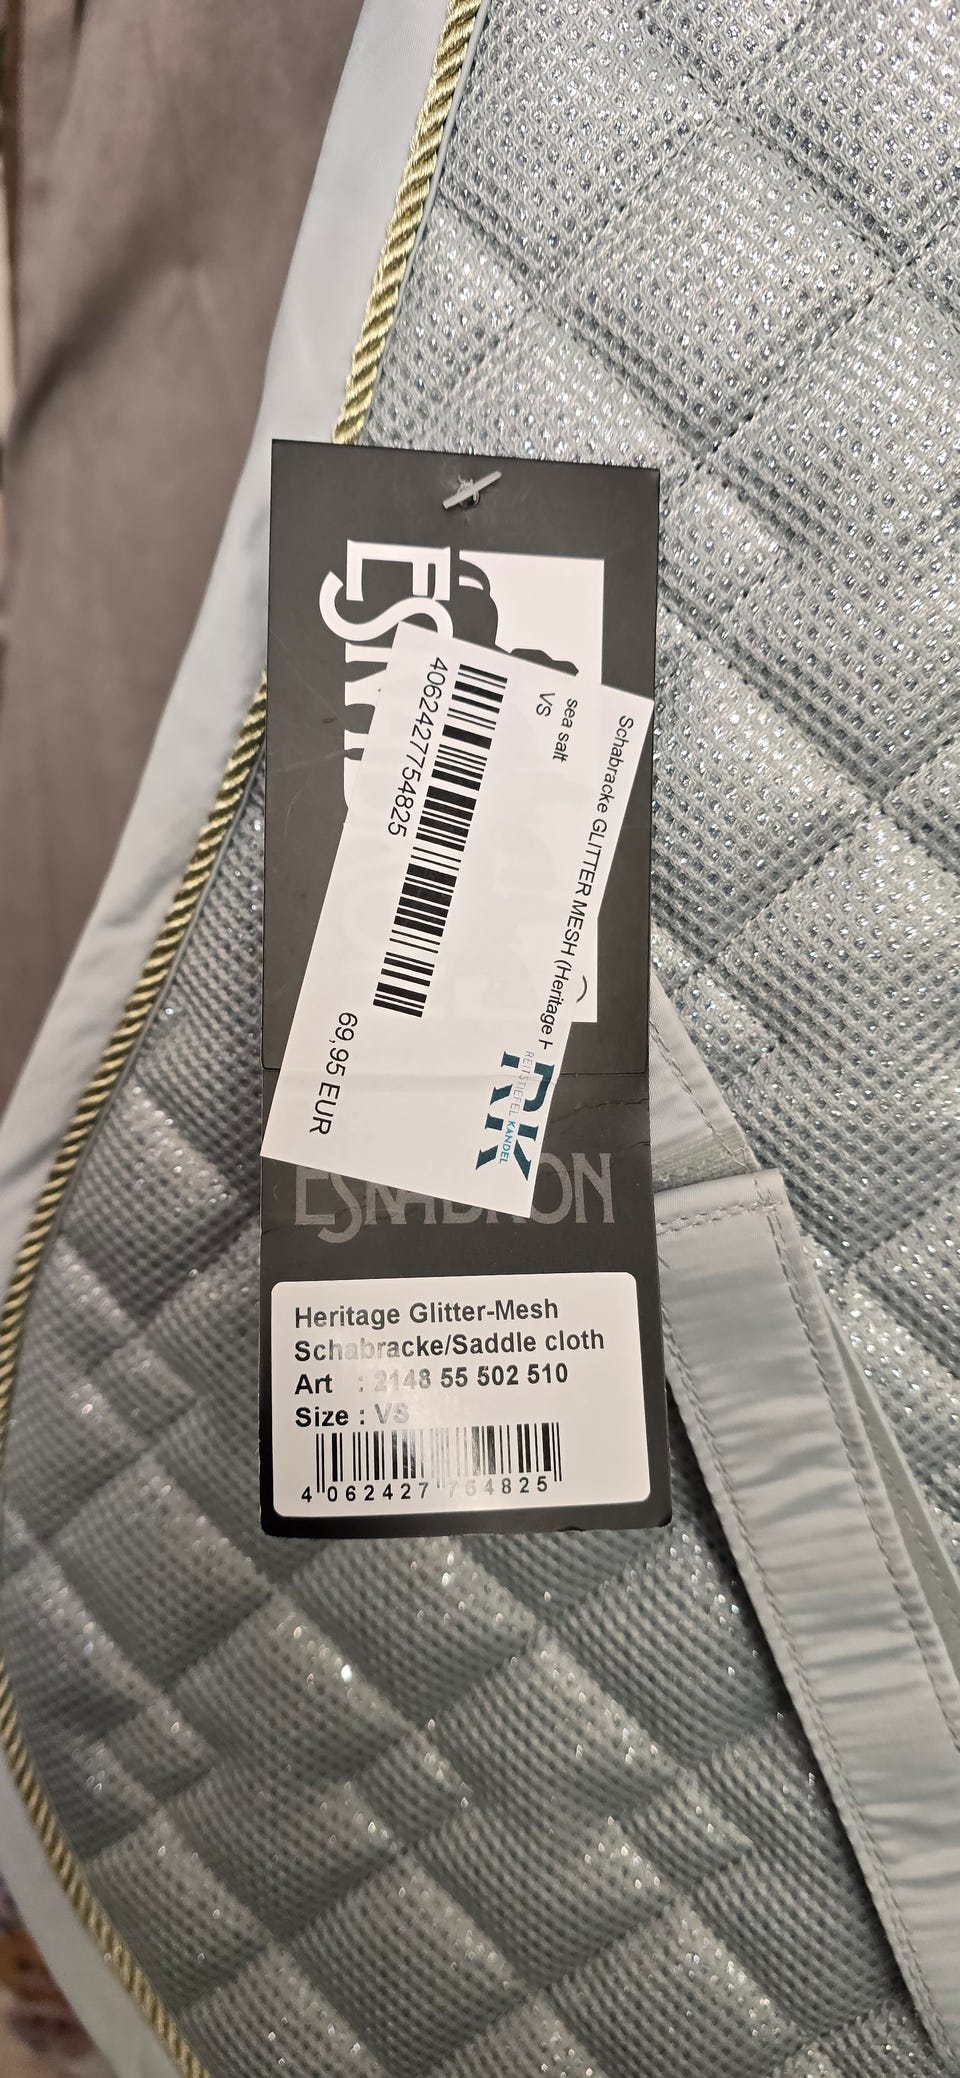 Schabracke GLITTER MESH (Heritage H
sea salt
VS
4062427754825
69,95 EUR
RK
REITSTIEFEL KANDEL
ESKADRON
Heritage Glitter-Mesh
Schabracke/Saddle cloth
Art : 2148 55 502 510
Size : VS
4 062427 754825